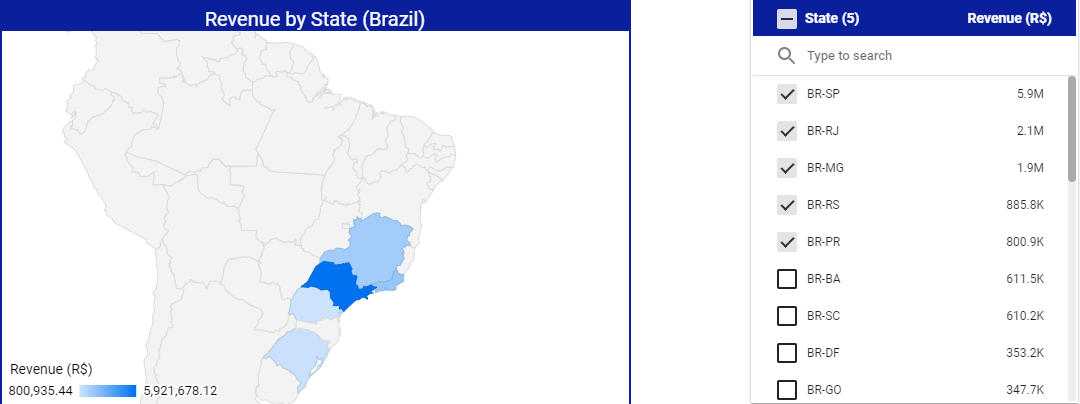 Revenue by State (Brazil)
Revenue (R$)
800,935.44
5,921,678.12
State (5) Revenue (R$)
Type to search
BR-SP 5.9M
BR-RJ 2.1M
BR-MG 1.9M
BR-RS 885.8K
BR-PR 800.9K
BR-BA 611.5K
BR-SC 610.2K
BR-DF 353.2K
BR-GO 347.7K